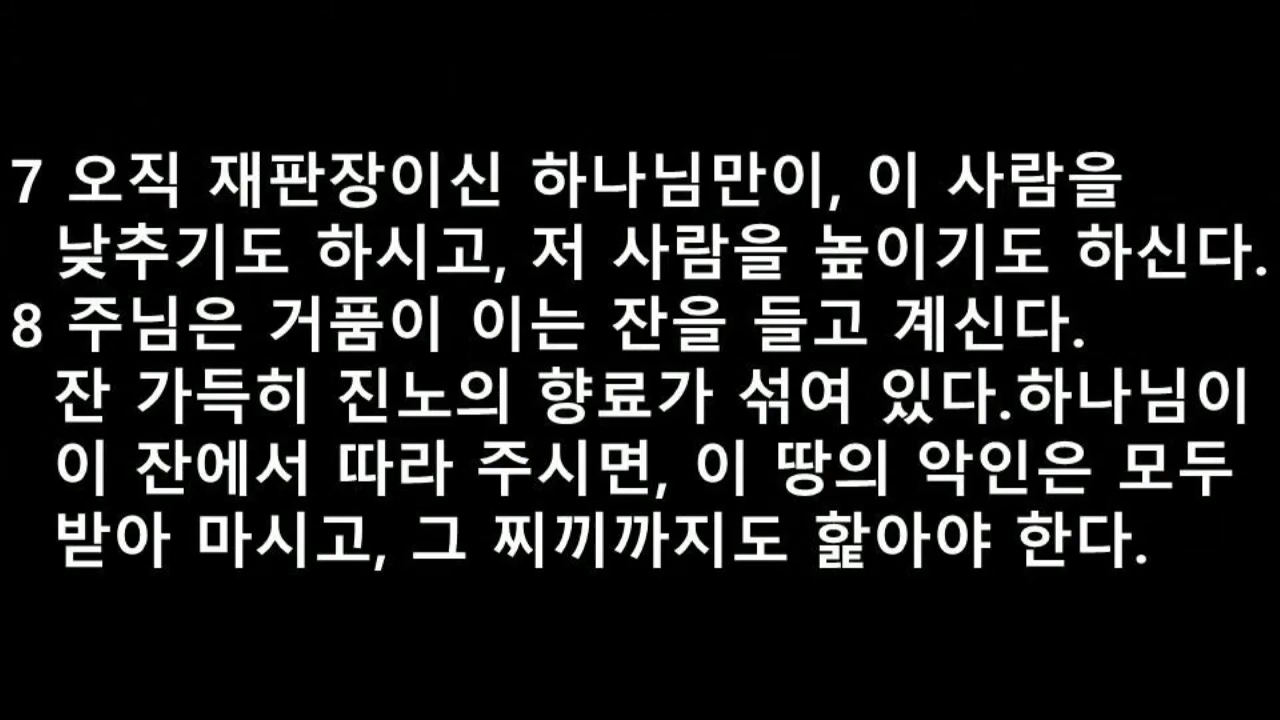 7 오직 재판장이신 하나님만이, 이 사람을
낮추기도 하시고, 저 사람을 높이기도 하신다.
8 주님은 거품이 이는 잔을 들고 계신다.
잔 가득히 진노의 향료가 섞여 있다.하나님이
이 잔에서 따라 주시면, 이 땅의 악인은 모두
받아 마시고, 그 찌끼까지도 핥아야 한다.